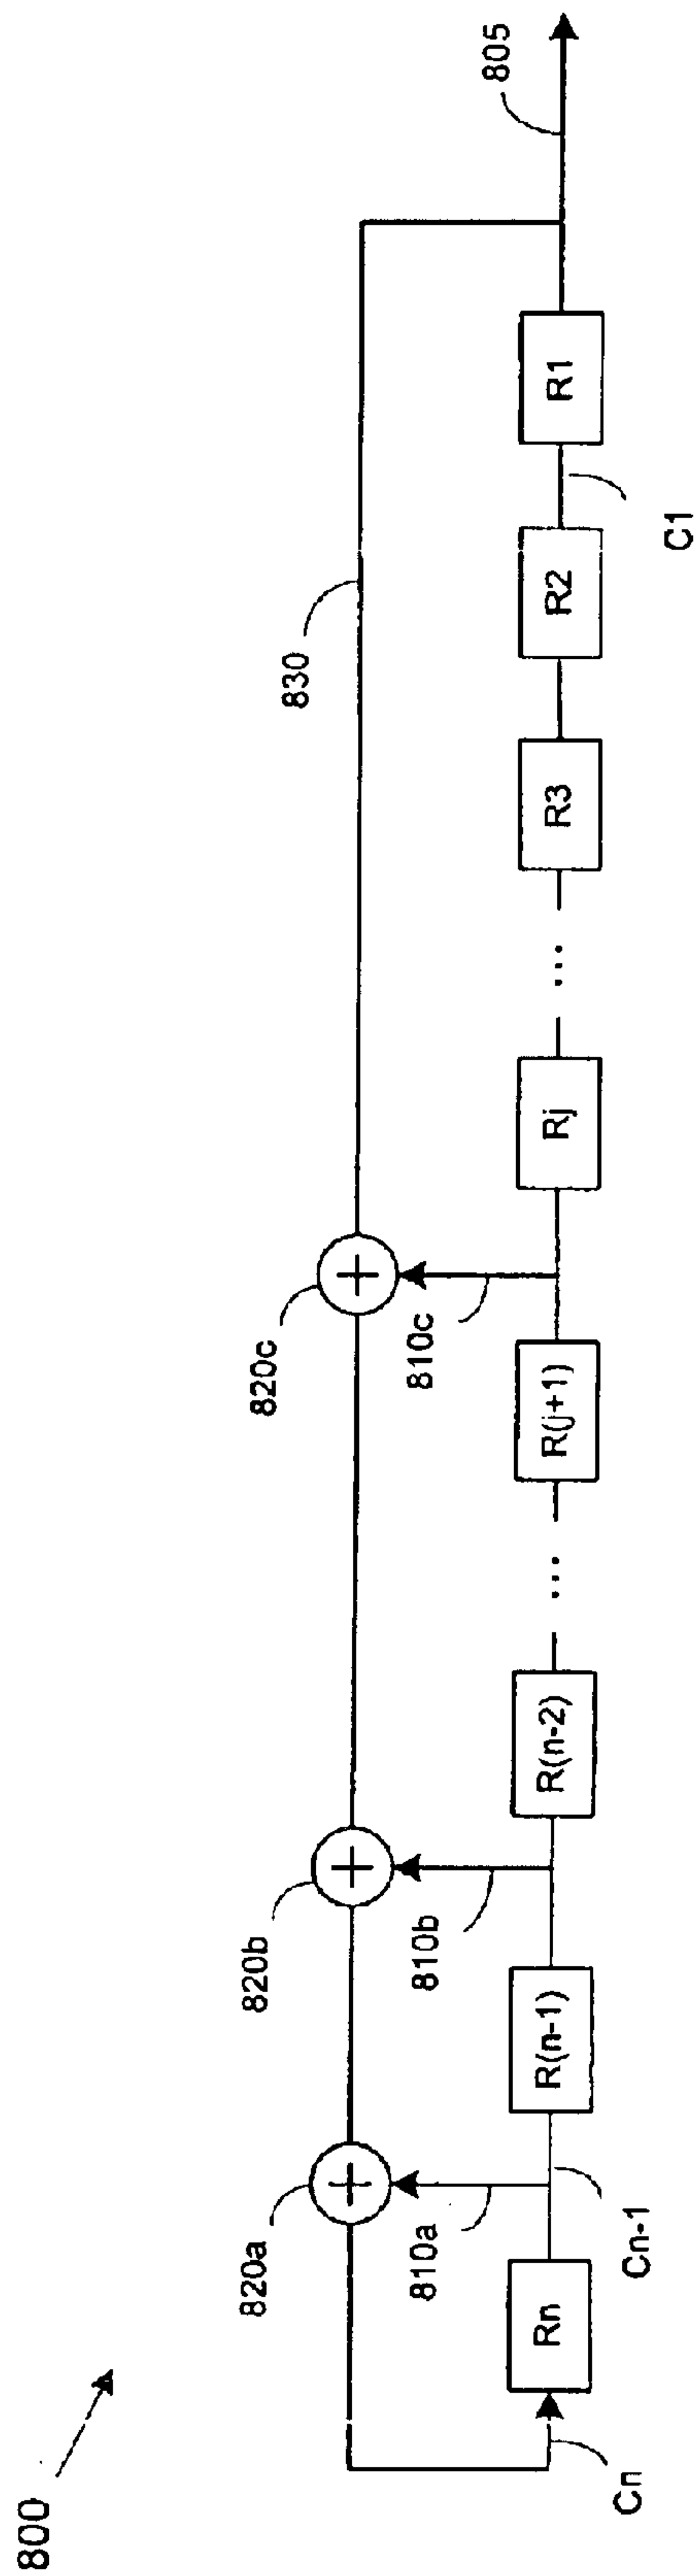 800
820a
820b
820c
830
805
810a
810b
810c
Rn
R(n-1)
R(n-2)
...
R(j+1)
Rj
...
R3
R2
R1
Cn
Cn-1
C1